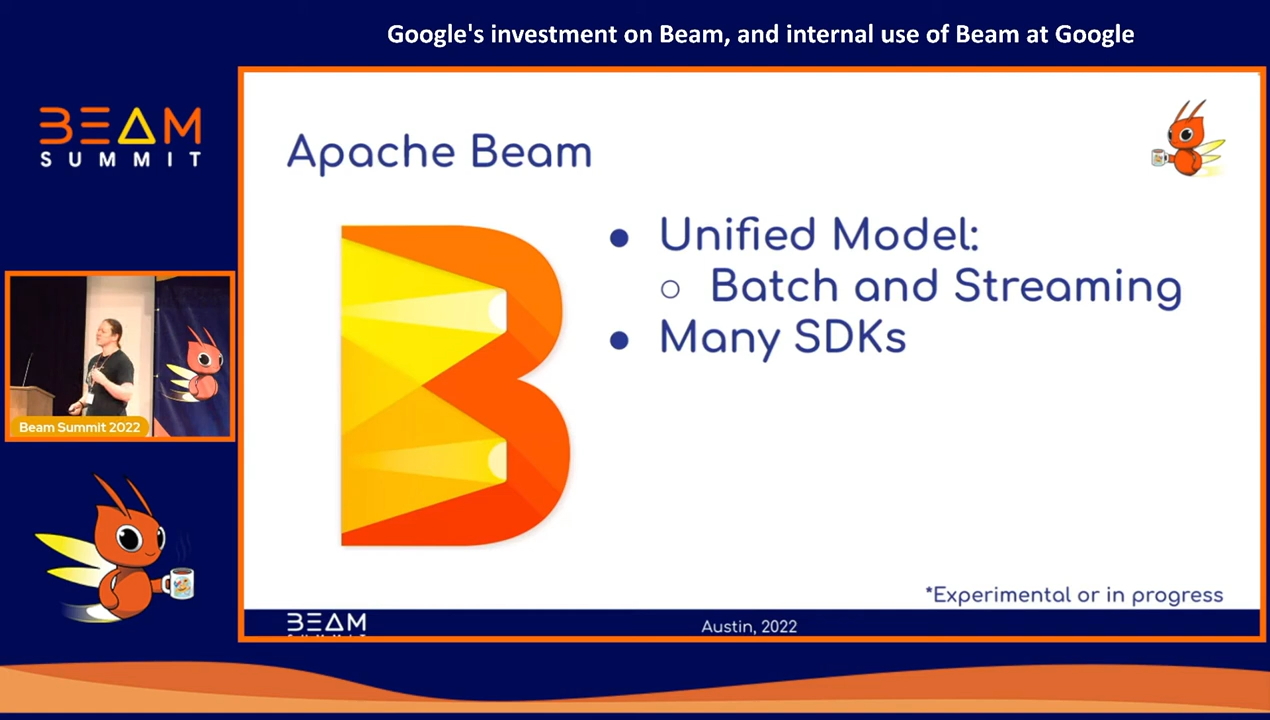 Google's investment on Beam, and internal use of Beam at Google
BEAM
SUMMIT
Apache Beam
● Unified Model:
○ Batch and Streaming
● Many SDKs
Beam Summit 2022
*Experimental or in progress
BEAM
Austin, 2022